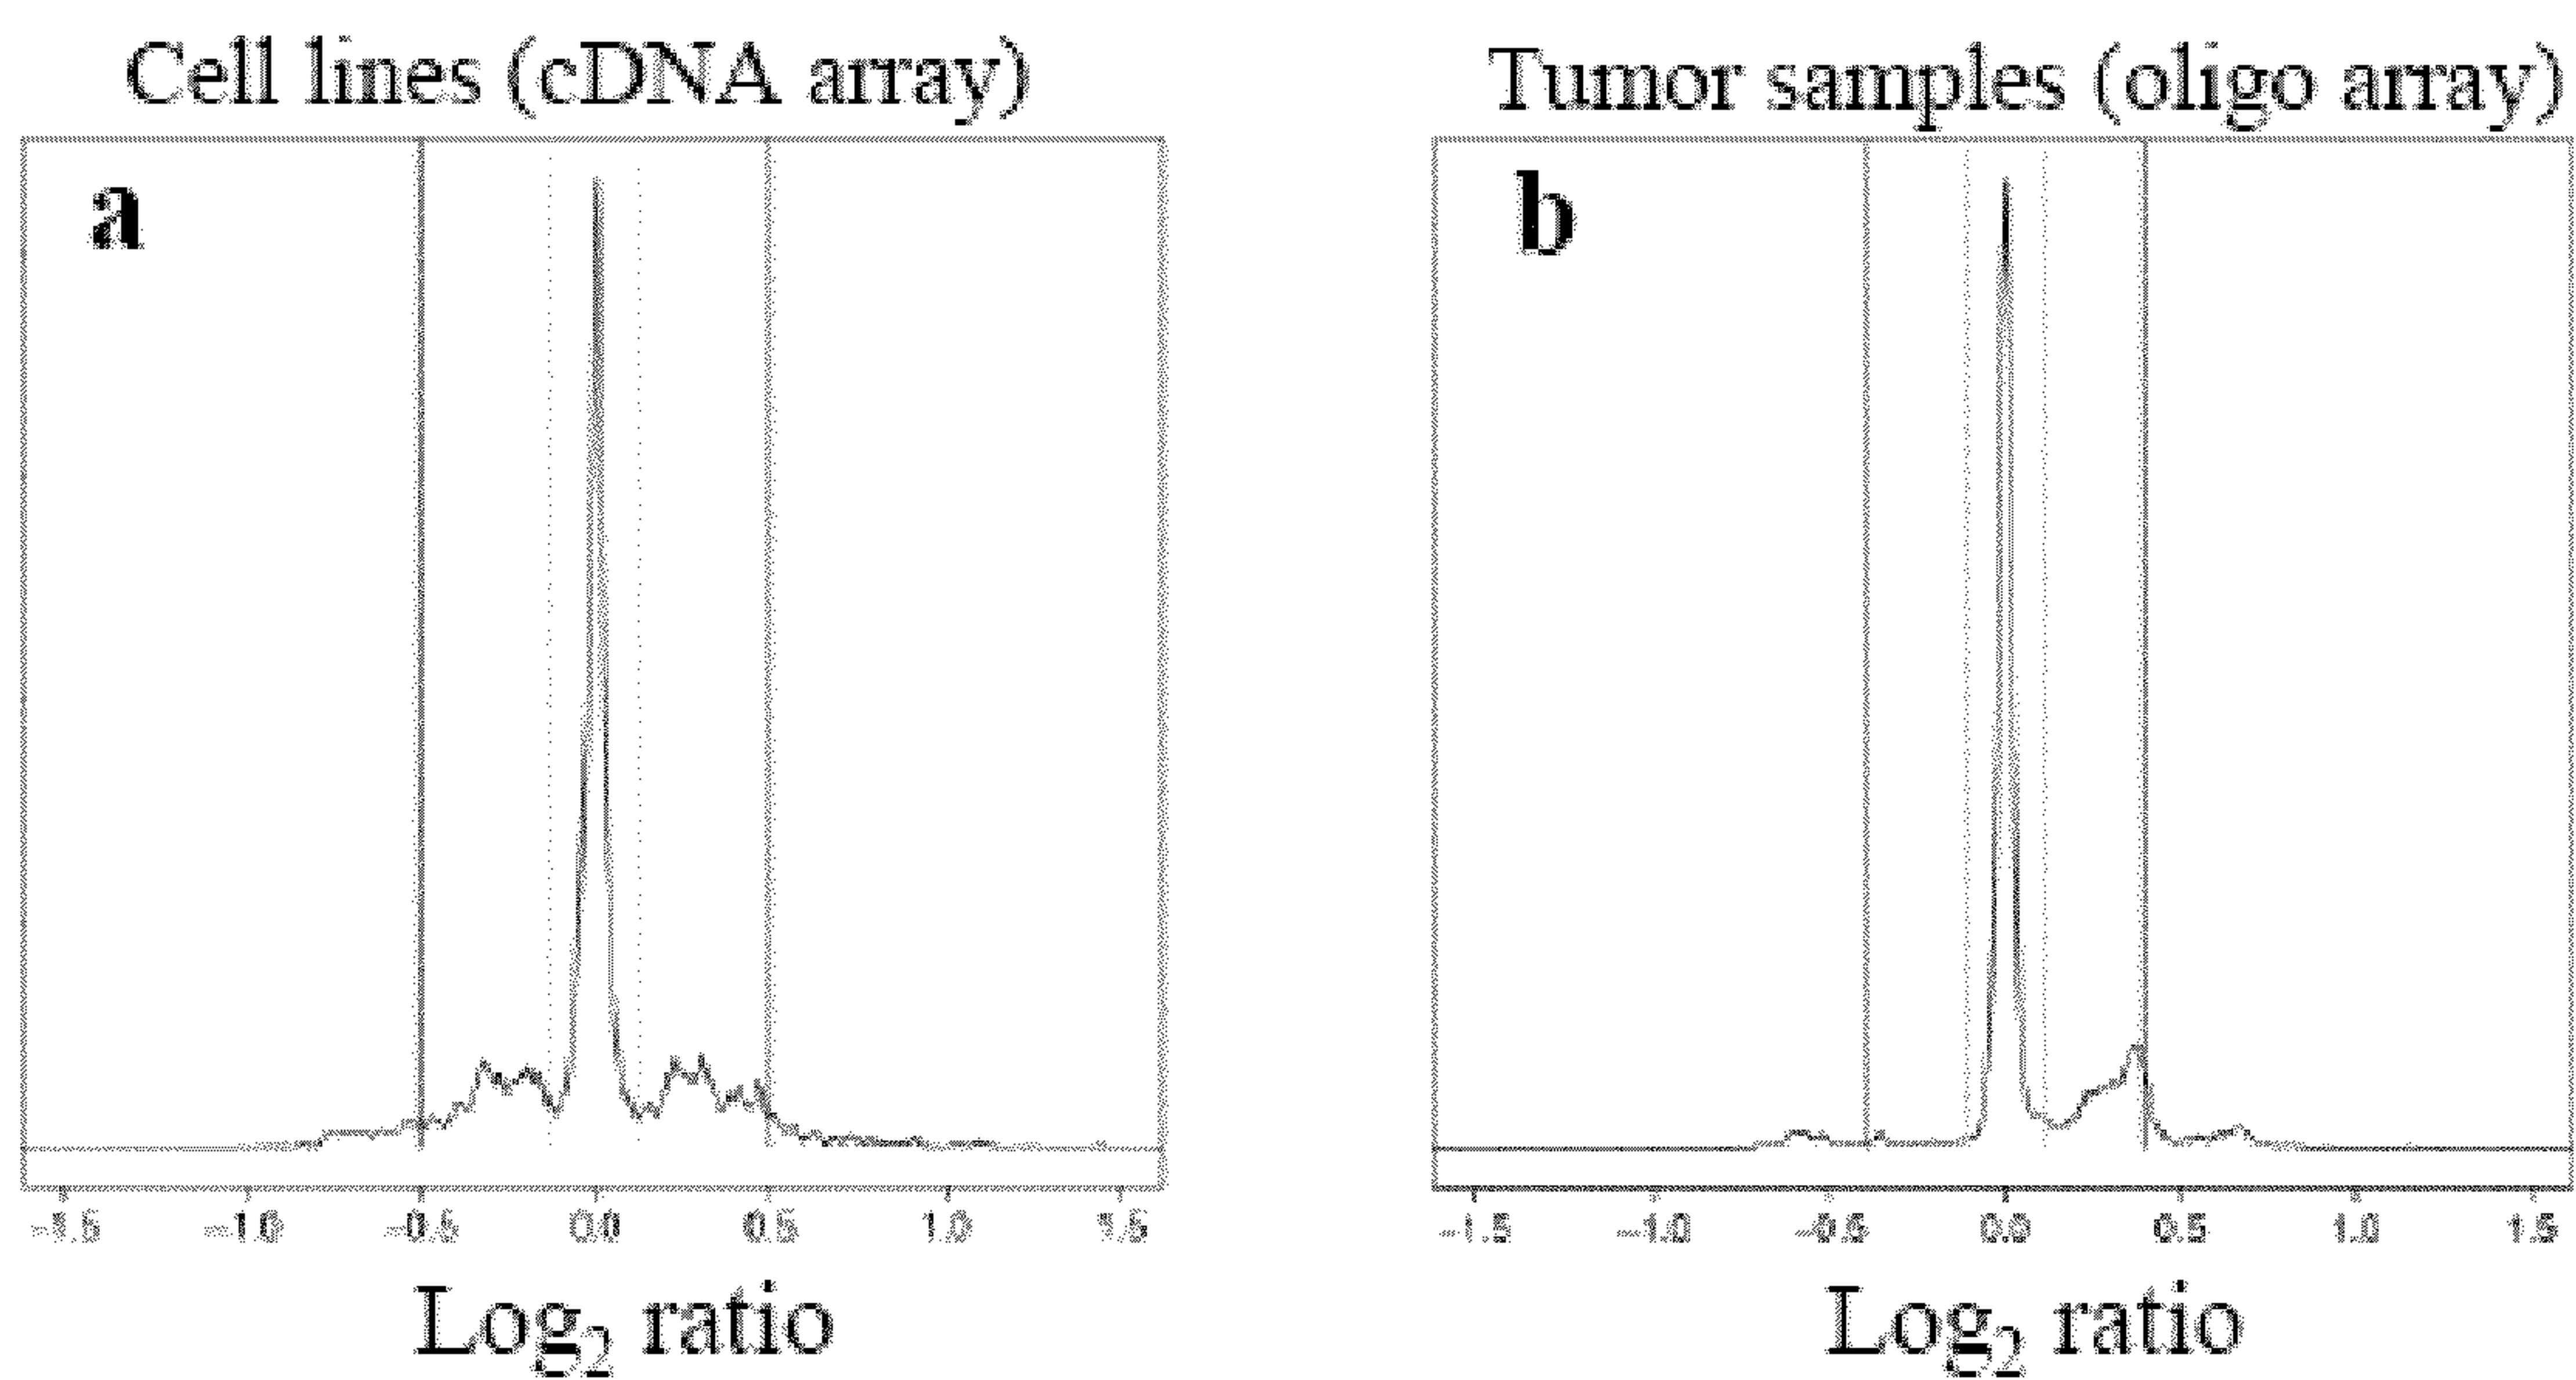 Cell lines (cDNA array)
Tumor samples (oligo array)
a
b
-1.5 -1.0 -0.5 0.0 0.5 1.0 1.5
-1.5 -1.0 -0.5 0.0 0.5 1.0 1.5
Log2 ratio
Log2 ratio